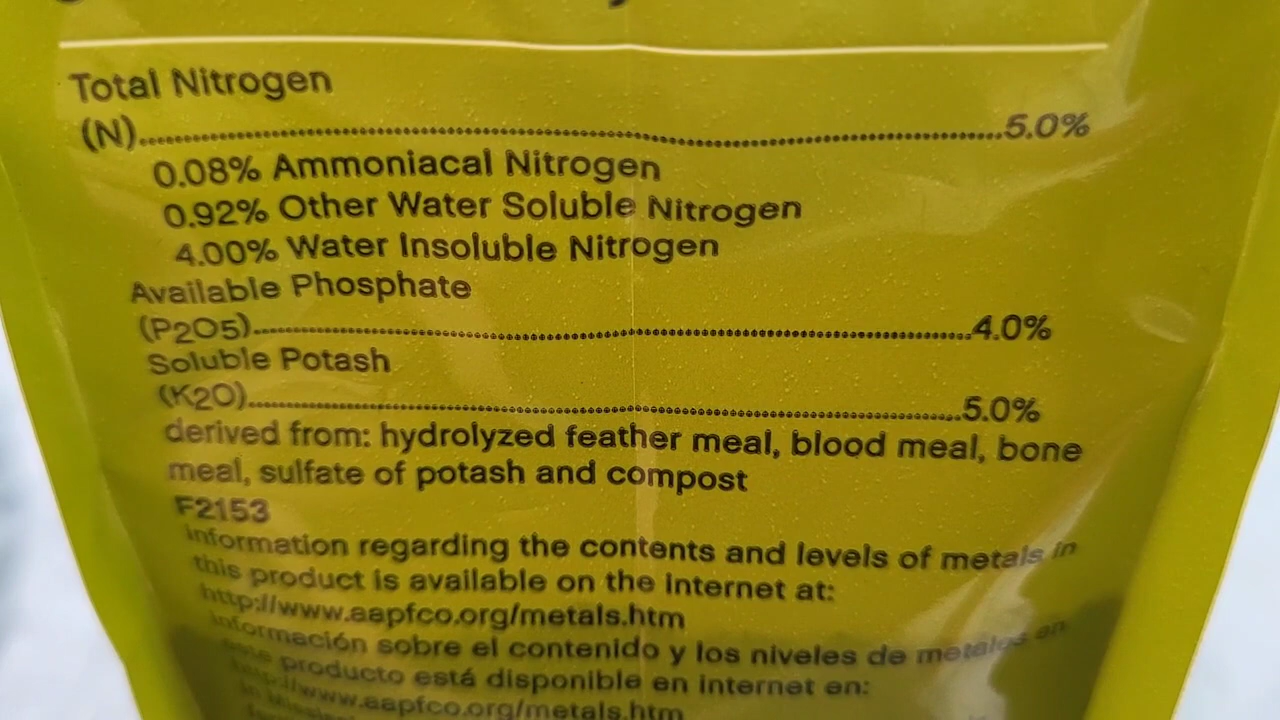 Total Nitrogen
(N)..........................................................................5.0%
0.08% Ammoniacal Nitrogen
0.92% Other Water Soluble Nitrogen
4.00% Water Insoluble Nitrogen
Available Phosphate
(P2O5)..........................................................................4.0%
Soluble Potash
(K2O)..........................................................................5.0%
derived from: hydrolyzed feather meal, blood meal, bone
meal, sulfate of potash and compost
F2153
information regarding the contents and levels of metals in
this product is available on the internet at:
http://www.aapfco.org/metals.htm
información sobre el contenido y los niveles de metales en
este producto está disponible en internet en:
http://www.aapfco.org/metals.htm